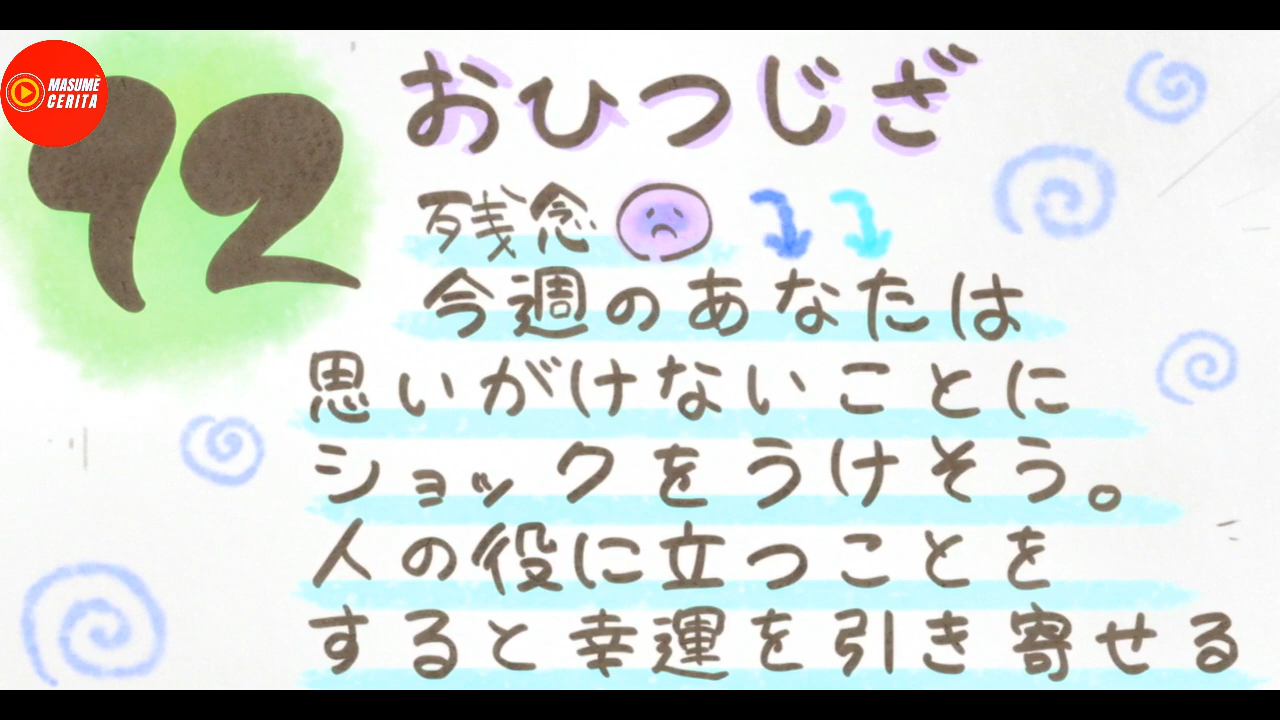 MASUME
CERITA
12
おひつじざ
残念
今週のあなたは
思いがけないことに
ショックをうけそう。
人の役に立つことを
すると幸運を引き寄せる